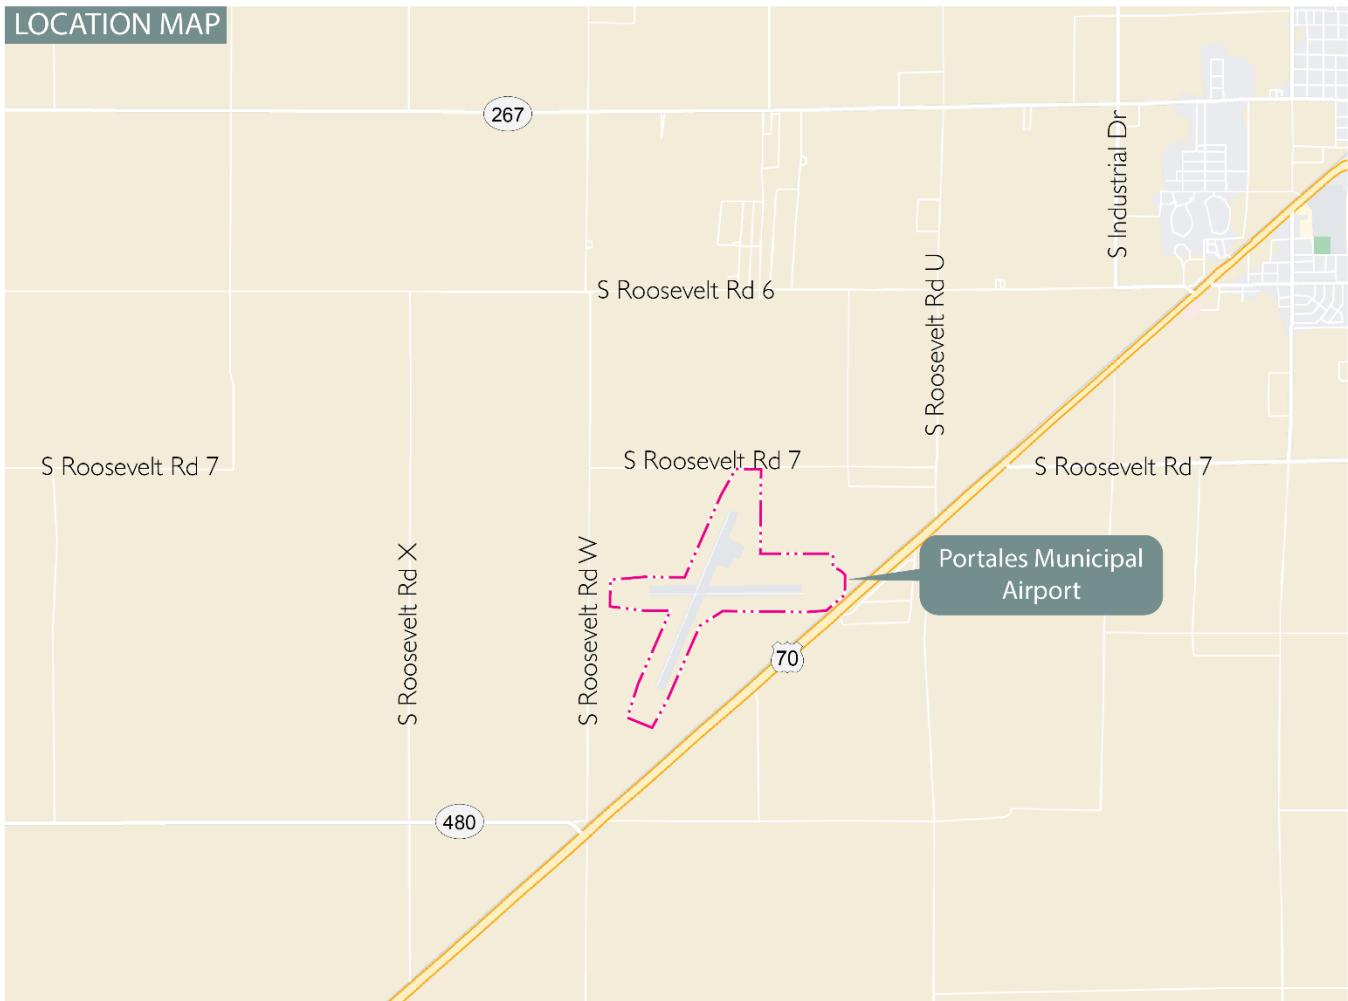 LOCATION MAP
267
S Industrial Dr
S Roosevelt Rd 6
S Roosevelt Rd U
S Roosevelt Rd 7
S Roosevelt Rd 7
S Roosevelt Rd 7
S Roosevelt Rd X
S Roosevelt Rd W
Portales Municipal
Airport
70
480